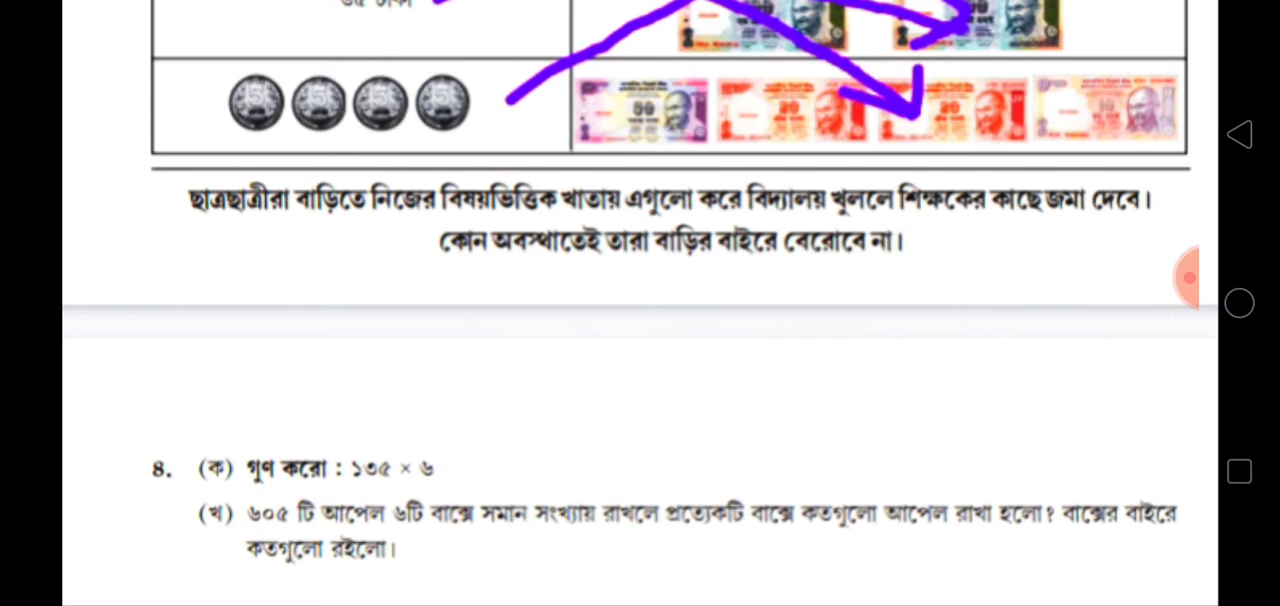 ৬৫ টাকা
ছাত্রছাত্রীরা বাড়িতে নিজের বিষয়ভিত্তিক খাতায় এগুলো করে বিদ্যালয় খুললে শিক্ষকের কাছে জমা দেবে।
কোন অবস্থাতেই তারা বাড়ির বাইরে বেরোবে না।
৪. (ক) গুণ করো : ১৩৫ × ৬
(খ) ৬০৫ টি আপেল ৬টি বাক্সে সমান সংখ্যায় রাখলে প্রত্যেকটি বাক্সে কতগুলো আপেল রাখা হলো? বাক্সের বাইরে
কতগুলো রইলো।